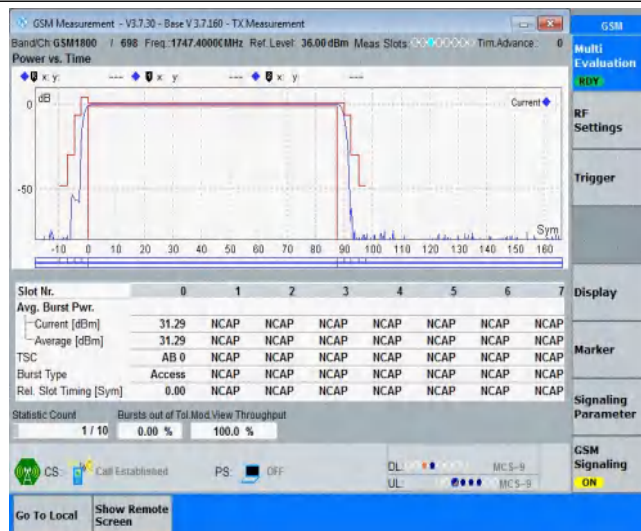 GSM Measurement - V3.7.30 - Base V 3.7.160 - TX Measurement
GSM
Band/Ch: GSM1800 / 698 Freq.:1747.4000(MHz Ref.Level: 36.00 dBm Meas Slots: Tim.Advance: 0
Power vs. Time
x: y: --- x y --- x y: ---
dB
Current
0
-50
Sym
-10 0 10 20 30 40 50 60 70 80 90 100 110 120 130 140 150 160
Slot Nr. 0 1 2 3 4 5 6 7
Avg. Burst Pwr.
Current [dBm] 31.29 NCAP NCAP NCAP NCAP NCAP NCAP NCAP
Average [dBm] 31.29 NCAP NCAP NCAP NCAP NCAP NCAP NCAP
TSC AB 0 NCAP NCAP NCAP NCAP NCAP NCAP NCAP
Burst Type Access NCAP NCAP NCAP NCAP NCAP NCAP NCAP
Rel. Slot Timing [Sym] 0.00 NCAP NCAP NCAP NCAP NCAP NCAP NCAP
Statistic Count Bursts out of Tol. Mod.View Throughput
1 / 10 0.00 % 100.0 %
CS: Call Established PS: OFF DL: MCS-9
UL: MCS-9
Multi
Evaluation
RDY
RF
Settings
Trigger
Display
Marker
Signaling
Parameter
GSM
Signaling
ON
Go To Local
Show Remote
Screen